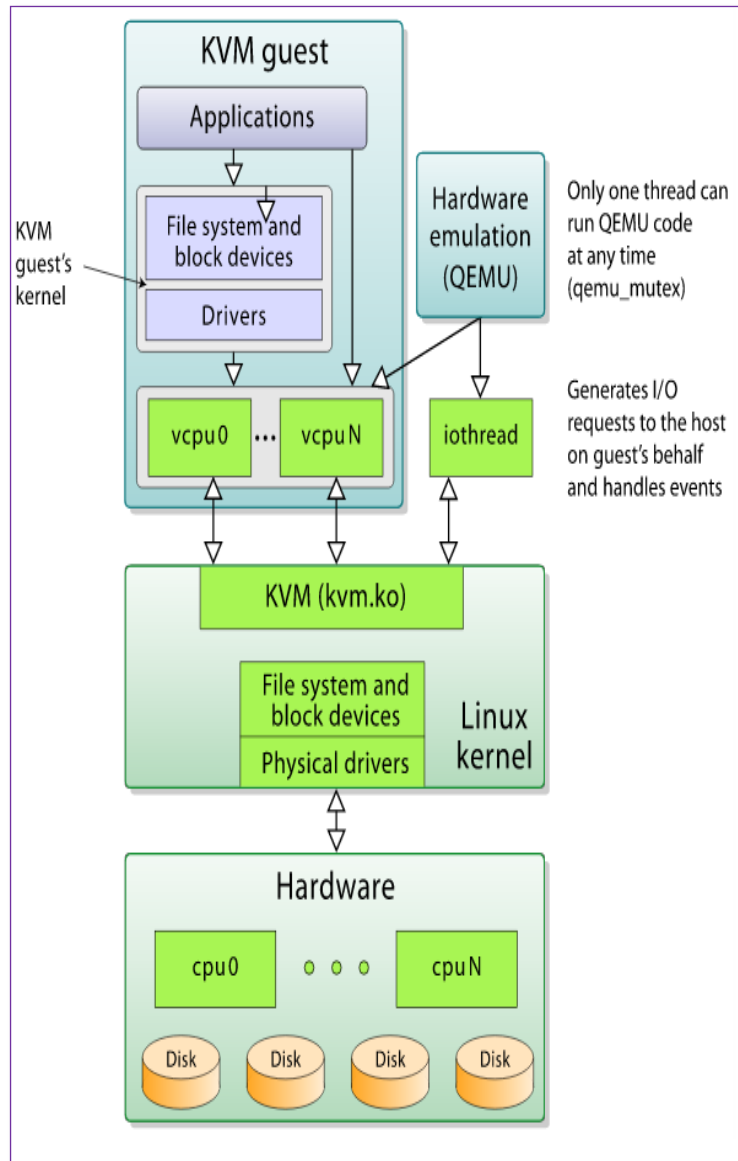 KVM guest
Applications
File system and
block devices
Drivers
KVM
guest's
kernel
Hardware
emulation
(QEMU)
Only one thread can
run QEMU code
at any time
(qemu_mutex)
vcpu0 ... vcpuN
iothread
Generates I/O
requests to the host
on guest's behalf
and handles events
KVM (kvm.ko)
File system and
block devices
Physical drivers
Linux
kernel
Hardware
cpu0
cpuN
Disk
Disk
Disk
Disk